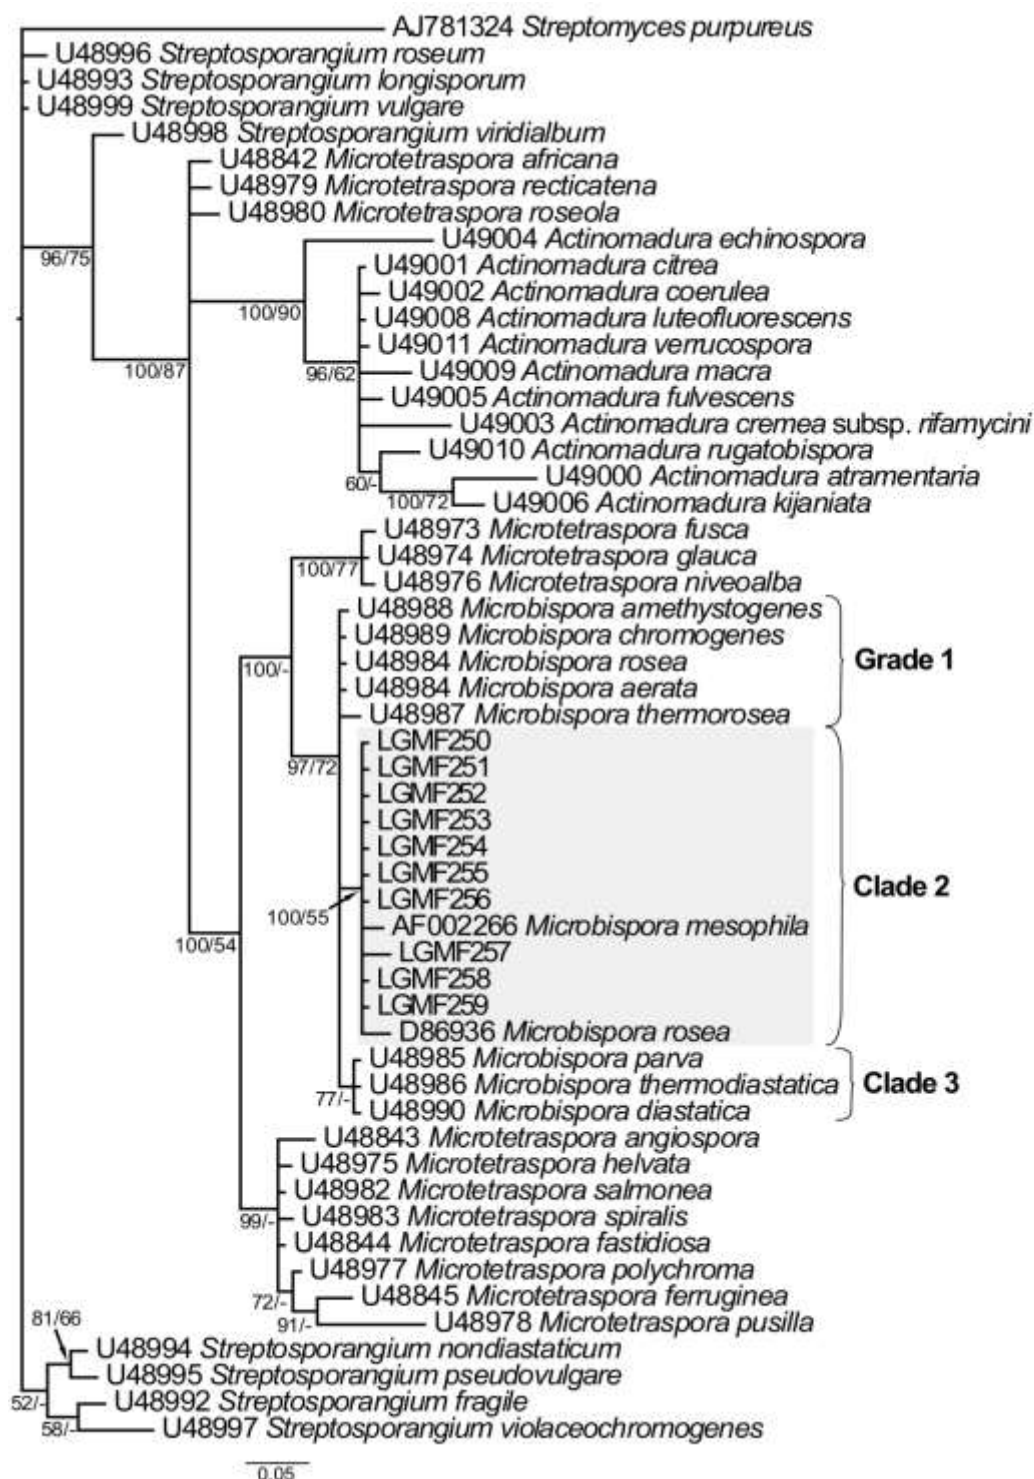 AJ781324 Streptomyces purpureus
U48996 Streptosporangium roseum
U48993 Streptosporangium longisporum
U48999 Streptosporangium vulgare
U48998 Streptosporangium viridialbum
U48842 Microtetraspora africana
U48979 Microtetraspora recticatena
U48980 Microtetraspora roseola
U49004 Actinomadura echinospora
96/75
U49001 Actinomadura citrea
U49002 Actinomadura coerulea
100/90
U49008 Actinomadura luteofluorescens
U49011 Actinomadura verrucospora
100/87
96/62
U49009 Actinomadura macra
U49005 Actinomadura fulvescens
U49003 Actinomadura cremea subsp. rifamycini
U49010 Actinomadura rugatobispora
60/-
U49000 Actinomadura atramentaria
100/72
U49006 Actinomadura kijaniata
U48973 Microtetraspora fusca
U48974 Microtetraspora glauca
100/77
U48976 Microtetraspora niveoalba
U48988 Microbispora amethystogenes
U48989 Microbispora chromogenes
U48984 Microbispora rosea
Grade 1
100/-
U48984 Microbispora aerata
U48987 Microbispora thermorosea
LGMF250
97/72
LGMF251
LGMF252
LGMF253
LGMF254
LGMF255
Clade 2
LGMF256
100/55
AF002266 Microbispora mesophila
100/54
LGMF257
LGMF258
LGMF259
D86936 Microbispora rosea
U48985 Microbispora parva
U48986 Microbispora thermodiastatica
Clade 3
77/-
U48990 Microbispora diastatica
U48843 Microtetraspora angiospora
U48975 Microtetraspora helvata
U48982 Microtetraspora salmonea
99/-
U48983 Microtetraspora spiralis
U48844 Microtetraspora fastidiosa
U48977 Microtetraspora polychroma
72/-
U48845 Microtetraspora ferruginea
91/-
U48978 Microtetraspora pusilla
81/66
U48994 Streptosporangium nondiastaticum
U48995 Streptosporangium pseudovulgare
52/-
U48992 Streptosporangium fragile
58/-
U48997 Streptosporangium violaceochromogenes
0.05